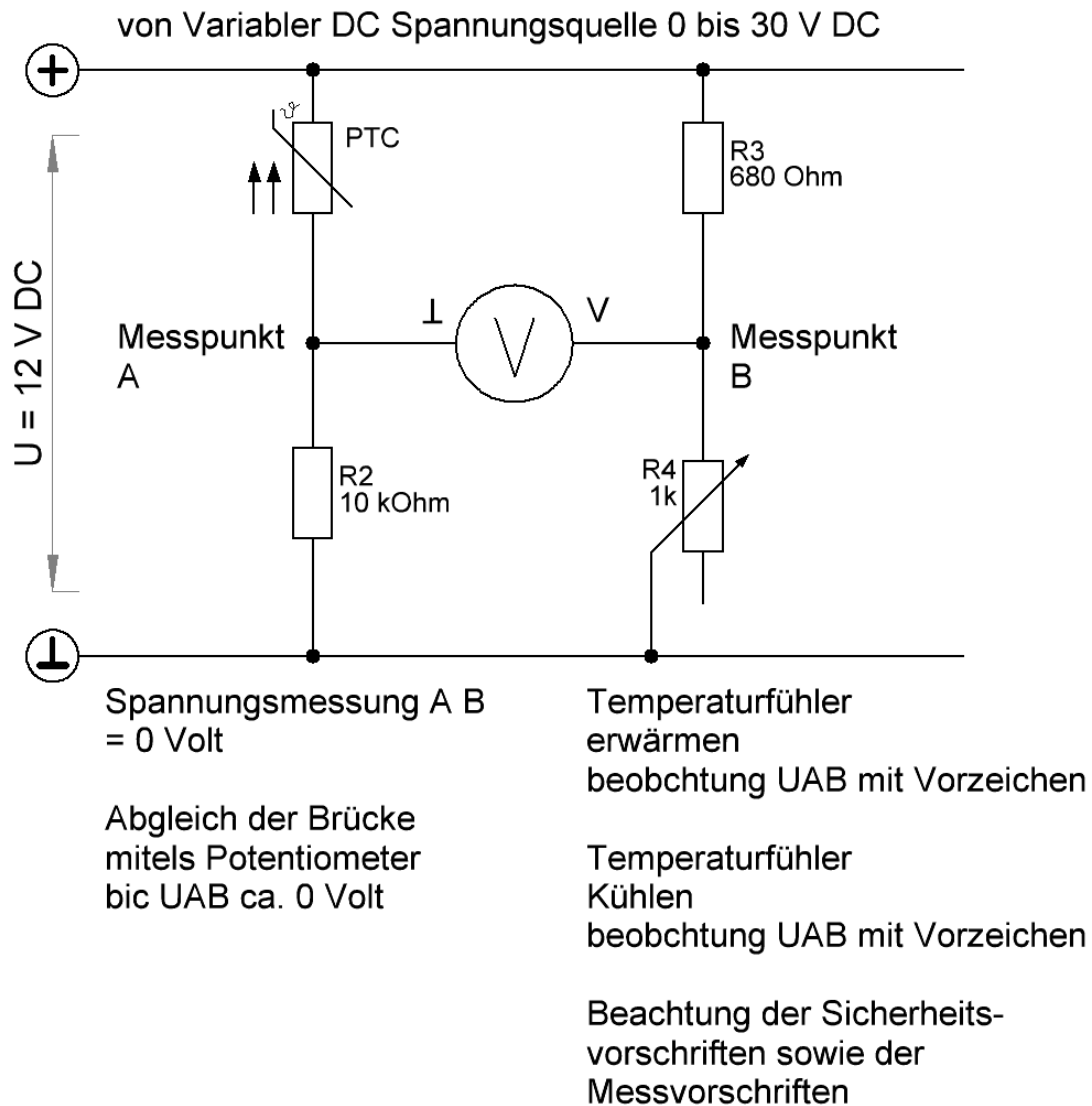 von Variabler DC Spannungsquelle 0 bis 30 V DC
+
ϑ
PTC
R3
680 Ohm
U = 12 V DC
Messpunkt
A
⊥
V
V
Messpunkt
B
R2
10 kOhm
R4
1k
⊥
Spannungsmessung A B
= 0 Volt
Abgleich der Brücke
mitels Potentiometer
bic UAB ca. 0 Volt
Temperaturfühler
erwärmen
beobchtung UAB mit Vorzeichen
Temperaturfühler
Kühlen
beobchtung UAB mit Vorzeichen
Beachtung der Sicherheits-
vorschriften sowie der
Messvorschriften